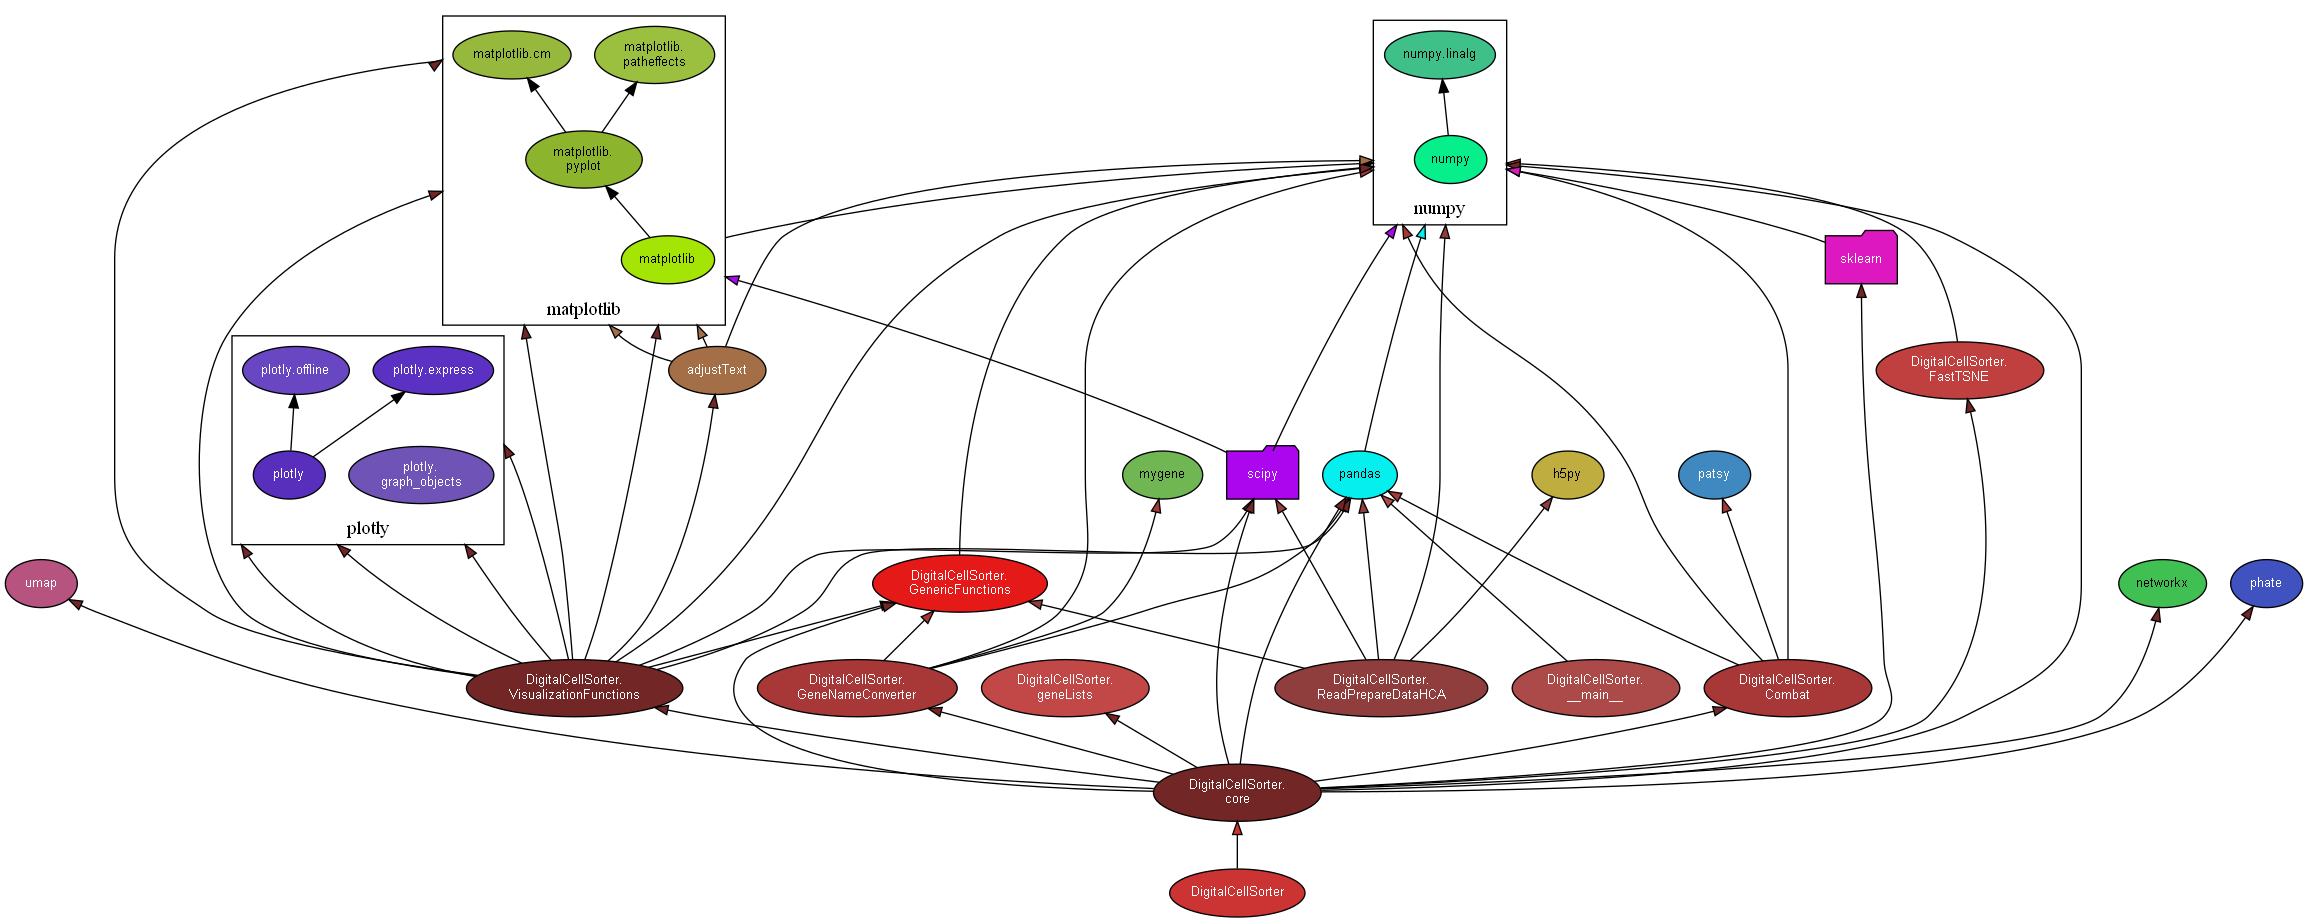 matplotlib.cm
matplotlib.
patheffects
numpy.linalg
matplotlib.
pyplot
numpy
numpy
matplotlib
sklearn
matplotlib
plotly.offline
plotly.express
adjustText
DigitalCellSorter.
FastTSNE
plotly
plotly.
graph_objects
mygene
scipy
pandas
h5py
patsy
plotly
umap
DigitalCellSorter.
GenericFunctions
networkx
phate
DigitalCellSorter.
VisualizationFunctions
DigitalCellSorter.
GeneNameConverter
DigitalCellSorter.
geneLists
DigitalCellSorter.
ReadPrepareDataHCA
DigitalCellSorter.
__main__
DigitalCellSorter.
Combat
DigitalCellSorter.
core
DigitalCellSorter